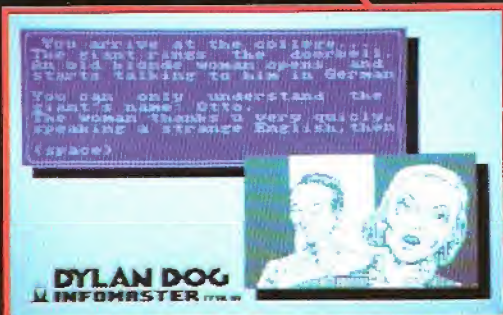 You arrive at the college.
The giant rings the doorbell.
An old blonde woman opens and
starts talking to him in German
You can only understand the
giant's name: Otto.
The woman thanks u very quicly,
speaking a strange English, then
(space)
DYLAN DOG
INFOMASTER